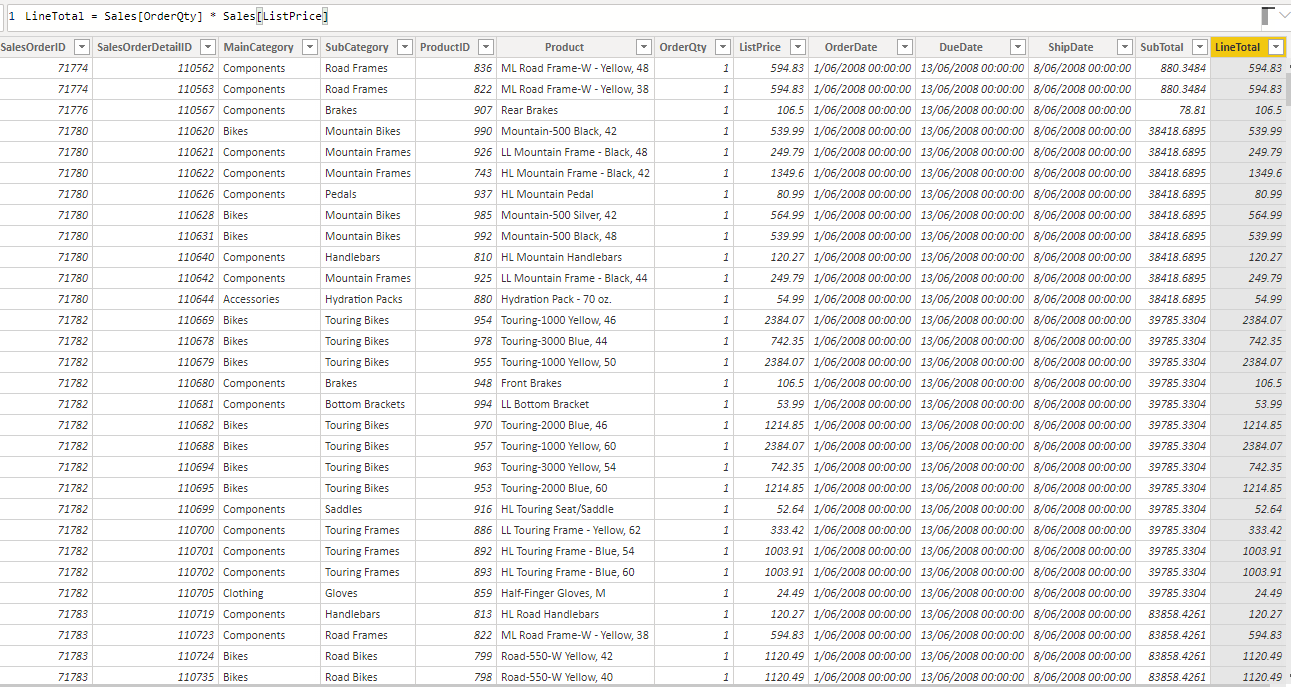 1 LineTotal = Sales[OrderQty] * Sales[ListPrice]
SalesOrderID SalesOrderDetailID MainCategory SubCategory ProductID Product OrderQty ListPrice OrderDate DueDate ShipDate SubTotal LineTotal
71774 110562 Components Road Frames 836 ML Road Frame-W - Yellow, 48 1 594.83 1/06/2008 00:00:00 13/06/2008 00:00:00 8/06/2008 00:00:00 880.3484 594.83
71774 110563 Components Road Frames 822 ML Road Frame-W - Yellow, 38 1 594.83 1/06/2008 00:00:00 13/06/2008 00:00:00 8/06/2008 00:00:00 880.3484 594.83
71776 110567 Components Brakes 907 Rear Brakes 1 106.5 1/06/2008 00:00:00 13/06/2008 00:00:00 8/06/2008 00:00:00 78.81 106.5
71780 110620 Bikes Mountain Bikes 990 Mountain-500 Black, 42 1 539.99 1/06/2008 00:00:00 13/06/2008 00:00:00 8/06/2008 00:00:00 38418.6895 539.99
71780 110621 Components Mountain Frames 926 LL Mountain Frame - Black, 48 1 249.79 1/06/2008 00:00:00 13/06/2008 00:00:00 8/06/2008 00:00:00 38418.6895 249.79
71780 110622 Components Mountain Frames 743 HL Mountain Frame - Black, 42 1 1349.6 1/06/2008 00:00:00 13/06/2008 00:00:00 8/06/2008 00:00:00 38418.6895 1349.6
71780 110626 Components Pedals 937 HL Mountain Pedal 1 80.99 1/06/2008 00:00:00 13/06/2008 00:00:00 8/06/2008 00:00:00 38418.6895 80.99
71780 110628 Bikes Mountain Bikes 985 Mountain-500 Silver, 42 1 564.99 1/06/2008 00:00:00 13/06/2008 00:00:00 8/06/2008 00:00:00 38418.6895 564.99
71780 110631 Bikes Mountain Bikes 992 Mountain-500 Black, 48 1 539.99 1/06/2008 00:00:00 13/06/2008 00:00:00 8/06/2008 00:00:00 38418.6895 539.99
71780 110640 Components Handlebars 810 HL Mountain Handlebars 1 120.27 1/06/2008 00:00:00 13/06/2008 00:00:00 8/06/2008 00:00:00 38418.6895 120.27
71780 110642 Components Mountain Frames 925 LL Mountain Frame - Black, 44 1 249.79 1/06/2008 00:00:00 13/06/2008 00:00:00 8/06/2008 00:00:00 38418.6895 249.79
71780 110644 Accessories Hydration Packs 880 Hydration Pack - 70 oz. 1 54.99 1/06/2008 00:00:00 13/06/2008 00:00:00 8/06/2008 00:00:00 38418.6895 54.99
71782 110669 Bikes Touring Bikes 954 Touring-1000 Yellow, 46 1 2384.07 1/06/2008 00:00:00 13/06/2008 00:00:00 8/06/2008 00:00:00 39785.3304 2384.07
71782 110678 Bikes Touring Bikes 978 Touring-3000 Blue, 44 1 742.35 1/06/2008 00:00:00 13/06/2008 00:00:00 8/06/2008 00:00:00 39785.3304 742.35
71782 110679 Bikes Touring Bikes 955 Touring-1000 Yellow, 50 1 2384.07 1/06/2008 00:00:00 13/06/2008 00:00:00 8/06/2008 00:00:00 39785.3304 2384.07
71782 110680 Components Brakes 948 Front Brakes 1 106.5 1/06/2008 00:00:00 13/06/2008 00:00:00 8/06/2008 00:00:00 39785.3304 106.5
71782 110681 Components Bottom Brackets 994 LL Bottom Bracket 1 53.99 1/06/2008 00:00:00 13/06/2008 00:00:00 8/06/2008 00:00:00 39785.3304 53.99
71782 110682 Bikes Touring Bikes 970 Touring-2000 Blue, 46 1 1214.85 1/06/2008 00:00:00 13/06/2008 00:00:00 8/06/2008 00:00:00 39785.3304 1214.85
71782 110688 Bikes Touring Bikes 957 Touring-1000 Yellow, 60 1 2384.07 1/06/2008 00:00:00 13/06/2008 00:00:00 8/06/2008 00:00:00 39785.3304 2384.07
71782 110694 Bikes Touring Bikes 963 Touring-3000 Yellow, 54 1 742.35 1/06/2008 00:00:00 13/06/2008 00:00:00 8/06/2008 00:00:00 39785.3304 742.35
71782 110695 Bikes Touring Bikes 953 Touring-2000 Blue, 60 1 1214.85 1/06/2008 00:00:00 13/06/2008 00:00:00 8/06/2008 00:00:00 39785.3304 1214.85
71782 110699 Components Saddles 916 HL Touring Seat/Saddle 1 52.64 1/06/2008 00:00:00 13/06/2008 00:00:00 8/06/2008 00:00:00 39785.3304 52.64
71782 110700 Components Touring Frames 886 LL Touring Frame - Yellow, 62 1 333.42 1/06/2008 00:00:00 13/06/2008 00:00:00 8/06/2008 00:00:00 39785.3304 333.42
71782 110701 Components Touring Frames 892 HL Touring Frame - Blue, 54 1 1003.91 1/06/2008 00:00:00 13/06/2008 00:00:00 8/06/2008 00:00:00 39785.3304 1003.91
71782 110702 Components Touring Frames 893 HL Touring Frame - Blue, 60 1 1003.91 1/06/2008 00:00:00 13/06/2008 00:00:00 8/06/2008 00:00:00 39785.3304 1003.91
71782 110705 Clothing Gloves 859 Half-Finger Gloves, M 1 24.49 1/06/2008 00:00:00 13/06/2008 00:00:00 8/06/2008 00:00:00 39785.3304 24.49
71783 110719 Components Handlebars 813 HL Road Handlebars 1 120.27 1/06/2008 00:00:00 13/06/2008 00:00:00 8/06/2008 00:00:00 83858.4261 120.27
71783 110723 Components Road Frames 822 ML Road Frame-W - Yellow, 38 1 594.83 1/06/2008 00:00:00 13/06/2008 00:00:00 8/06/2008 00:00:00 83858.4261 594.83
71783 110724 Bikes Road Bikes 799 Road-550-W Yellow, 42 1 1120.49 1/06/2008 00:00:00 13/06/2008 00:00:00 8/06/2008 00:00:00 83858.4261 1120.49
71783 110735 Bikes Road Bikes 798 Road-550-W Yellow, 40 1 1120.49 1/06/2008 00:00:00 13/06/2008 00:00:00 8/06/2008 00:00:00 83858.4261 1120.49